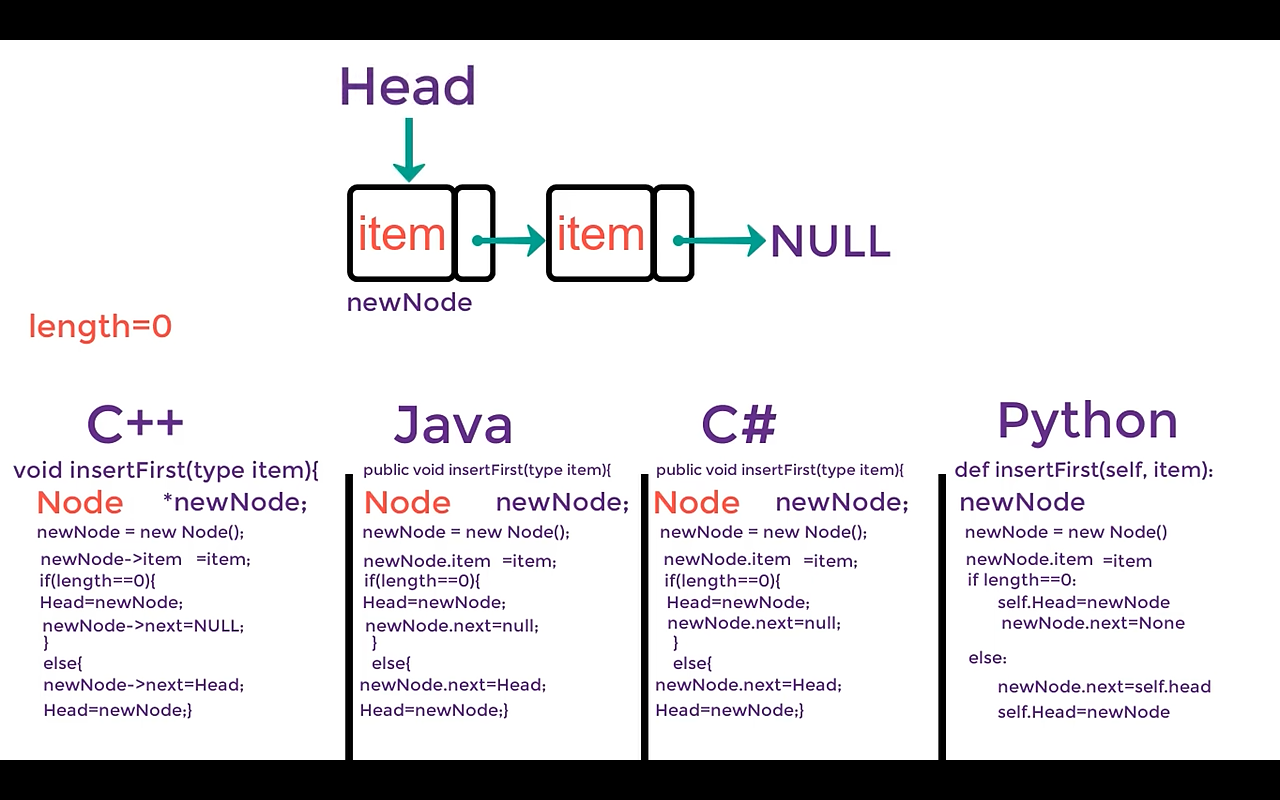 Head
item item NULL
newNode
length=0
C++
void insertFirst(type item){
Node *newNode;
newNode = new Node();
newNode->item =item;
if(length==0){
Head=newNode;
newNode->next=NULL;
}
else{
newNode->next=Head;
Head=newNode;}
Java
public void insertFirst(type item){
Node newNode;
newNode = new Node();
newNode.item =item;
if(length==0){
Head=newNode;
newNode.next=null;
}
else{
newNode.next=Head;
Head=newNode;}
C#
public void insertFirst(type item){
Node newNode;
newNode = new Node();
newNode.item =item;
if(length==0){
Head=newNode;
newNode.next=null;
}
else{
newNode.next=Head;
Head=newNode;}
Python
def insertFirst(self, item):
newNode
newNode = new Node()
newNode.item =item
if length==0:
self.Head=newNode
newNode.next=None
else:
newNode.next=self.head
self.Head=newNode